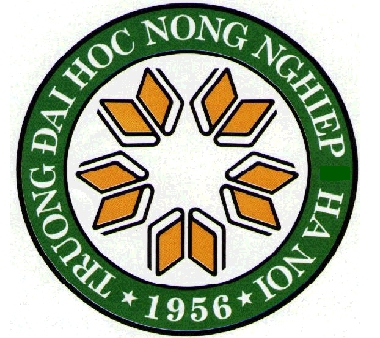 TRUONG ĐAI HOC NONG NGHIEP HA NOI
★ 1956 ★